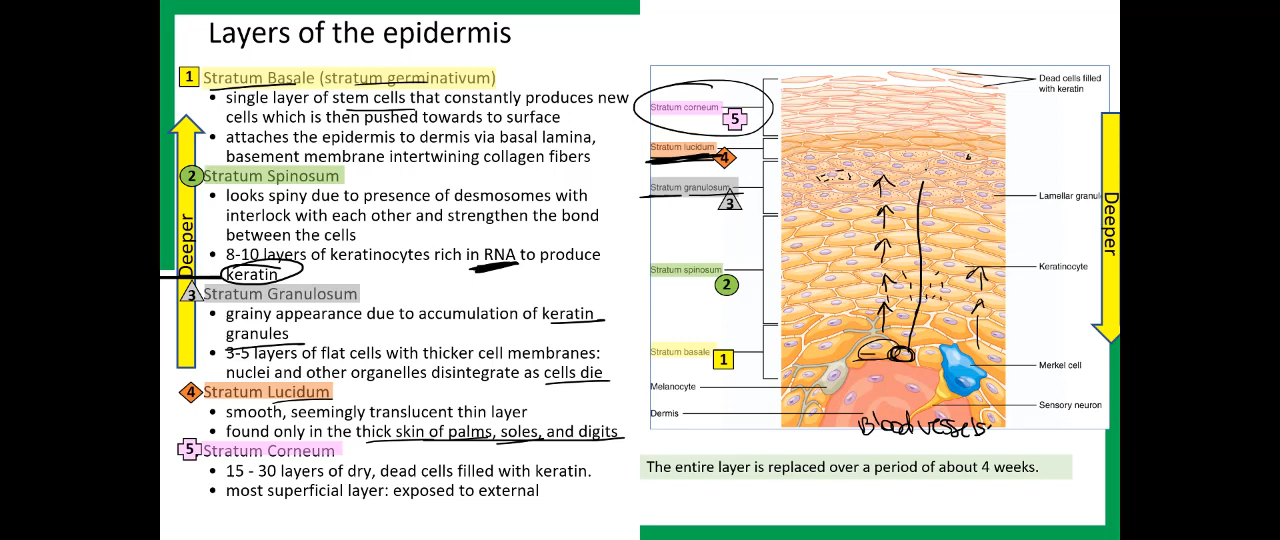 Layers of the epidermis
1 Stratum Basale (stratum germinativum)
• single layer of stem cells that constantly produces new
cells which is then pushed towards to surface
• attaches the epidermis to dermis via basal lamina,
basement membrane intertwining collagen fibers
2 Stratum Spinosum
• looks spiny due to presence of desmosomes with
interlock with each other and strengthen the bond
between the cells
• 8-10 layers of keratinocytes rich in RNA to produce
keratin
3 Stratum Granulosum
• grainy appearance due to accumulation of keratin
granules
• 3-5 layers of flat cells with thicker cell membranes:
nuclei and other organelles disintegrate as cells die
4 Stratum Lucidum
• smooth, seemingly translucent thin layer
• found only in the thick skin of palms, soles, and digits
5 Stratum Corneum
• 15 - 30 layers of dry, dead cells filled with keratin.
• most superficial layer: exposed to external
Deeper
Stratum corneum
5
Stratum lucidum
4
Stratum granulosum
3
Stratum spinosum
2
Stratum basale
1
Melanocyte
Dermis
Dead cells filled
with keratin
Lamellar granule
Keratinocyte
Merkel cell
Sensory neuron
Deeper
Blood vessels
The entire layer is replaced over a period of about 4 weeks.